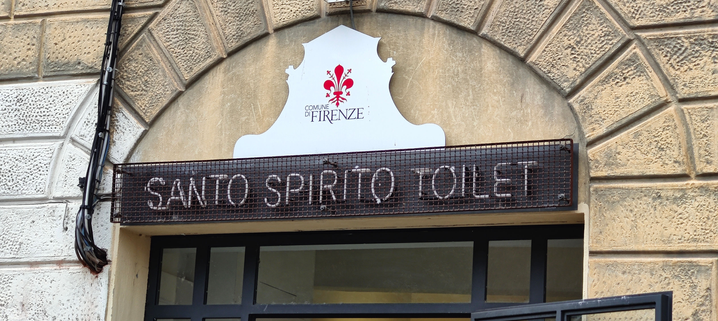 COMUNE
DI FIRENZE
SANTO SPIRITO TOILET